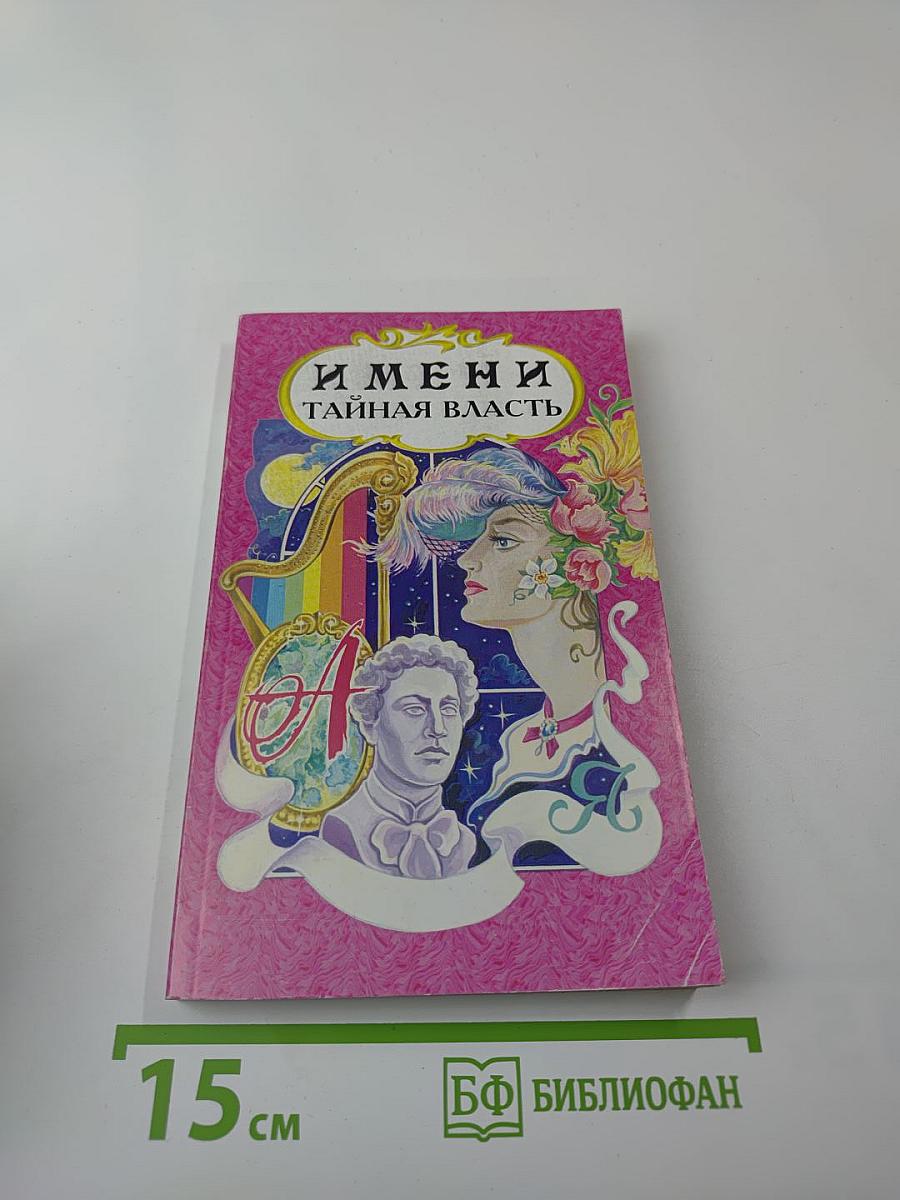 ИМЕНИ
ТАЙНАЯ ВЛАСТЬ
А
Я
15 см
БФ БИБЛИОФАН